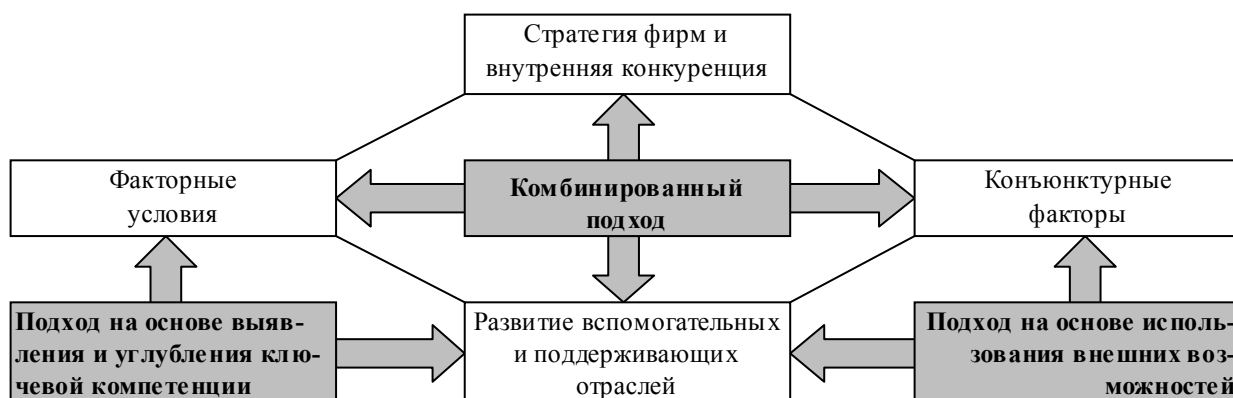 Стратегия фирм и
внутренняя конкуренция
Факторные
условия
Комбинированный
подход
Конъюнктурные
факторы
Подход на основе выяв-
ления и углубления клю-
чевой компетенции
Развитие вспомогательных
и поддерживающих
отраслей
Подход на основе исполь-
зования внешних воз-
можностей